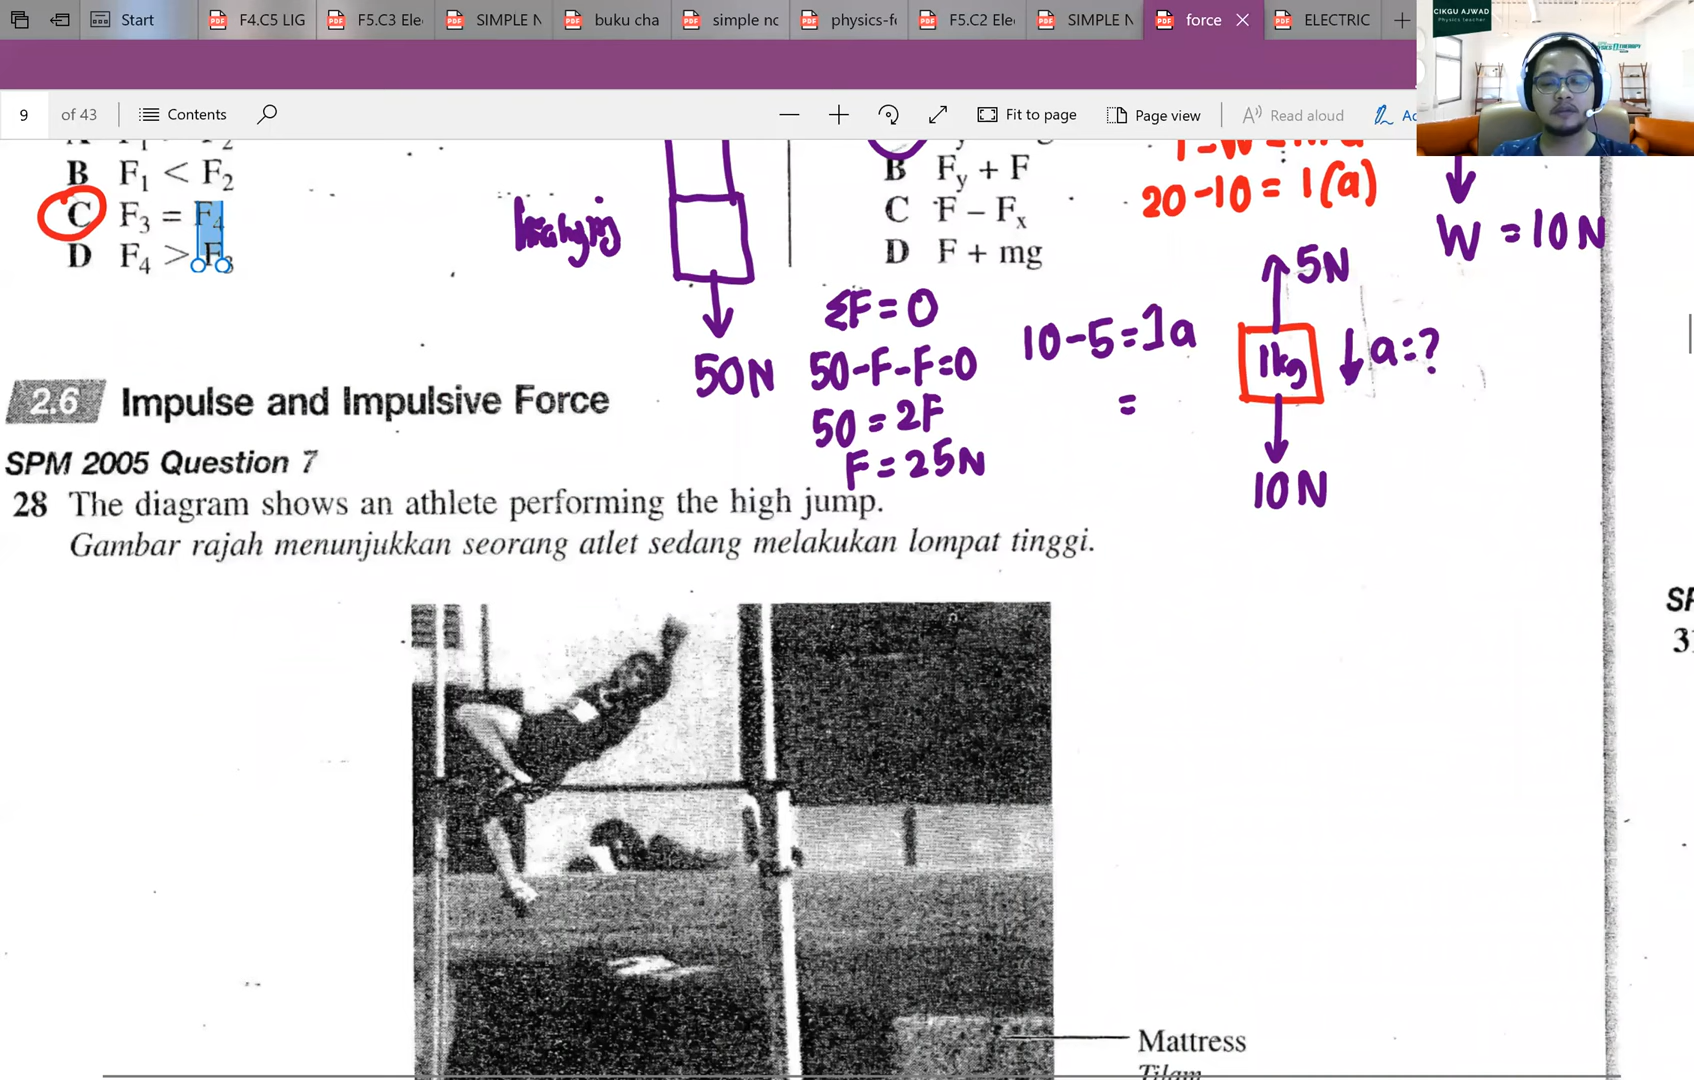 Start
F4.C5 LIG
F5.C3 Ele
SIMPLE N
buku cha
simple no
physics-fo
F5.C2 Ele
SIMPLE N
force
ELECTRIC
CIKGU AJWAD
Physics teacher
9 of 43
Contents
Fit to page
Page view
Read aloud
B F₁ < F₂
C F₃ = F₄
D F₄ > F₃
50N
B Fy + F
C F – Fx
D F + mg
ΣF = 0
50-F-F=0
50 = 2F
F = 25N
20-10 = 1(a)
W = 10N
10-5 = 1a
=
5N
1kg
a = ?
10N
2.6 Impulse and Impulsive Force
SPM 2005 Question 7
28 The diagram shows an athlete performing the high jump.
Gambar rajah menunjukkan seorang atlet sedang melakukan lompat tinggi.
Mattress
Tilam